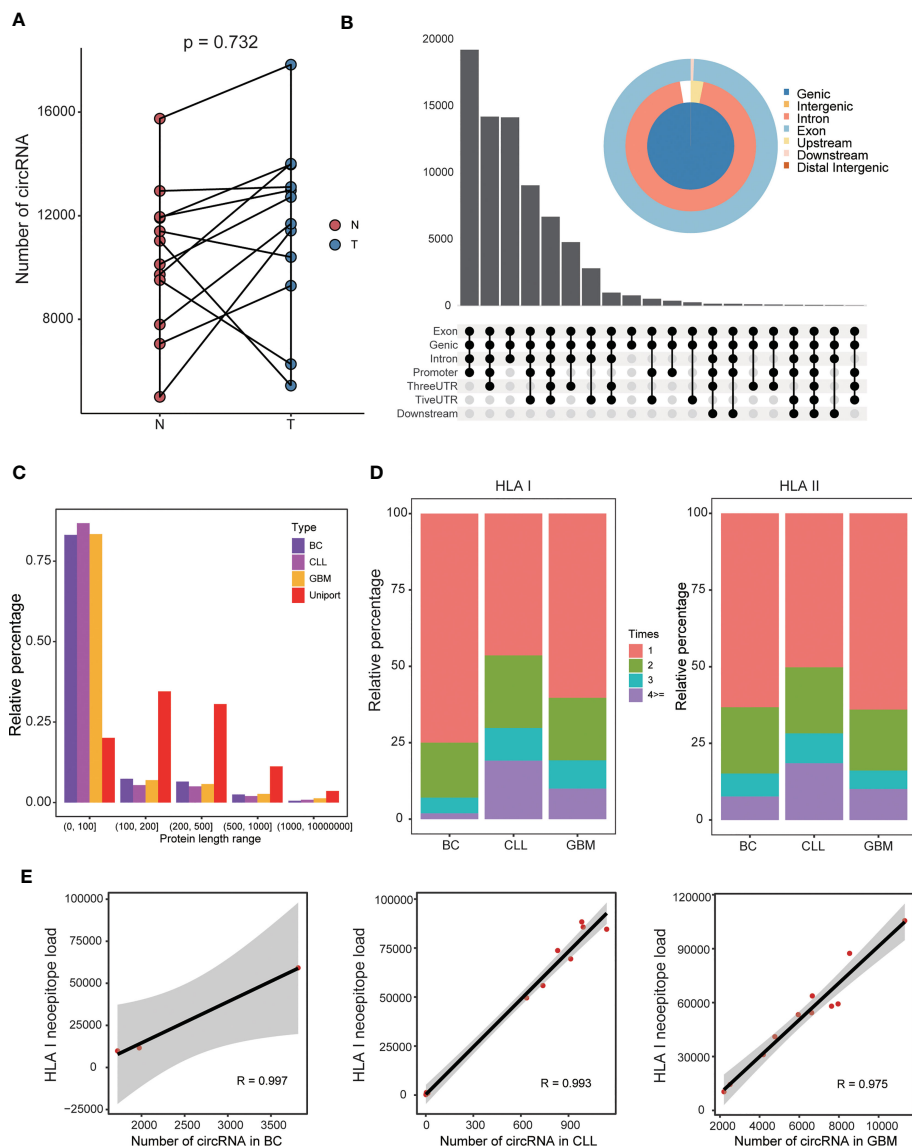 A
p = 0.732
Number of circRNA
16000
12000
8000
N
T
N
T
B
20000
15000
10000
5000
0
Genic
Intergenic
Intron
Exon
Upstream
Downstream
Distal Intergenic
Exon
Genic
Intron
Promoter
ThreeUTR
TiveUTR
Downstream
C
Relative percentage
0.75
0.50
0.25
0.00
Type
BC
CLL
GBM
Uniport
(0, 100]
(100, 200]
(200, 500]
(500, 1000]
(1000, 10000000]
Protein length range
D
HLA I
Relative percentage
100
75
50
25
0
BC
CLL
GBM
Times
1
2
3
4>=
HLA II
Relative percentage
100
75
50
25
0
BC
CLL
GBM
E
HLA I neoepitope load
100000
75000
50000
25000
0
−25000
R = 0.997
2000
2500
3000
3500
Number of circRNA in BC
HLA I neoepitope load
100000
75000
50000
25000
0
R = 0.993
0
300
600
900
Number of circRNA in CLL
HLA I neoepitope load
120000
90000
60000
30000
0
R = 0.975
2000
4000
6000
8000
10000
Number of circRNA in GBM